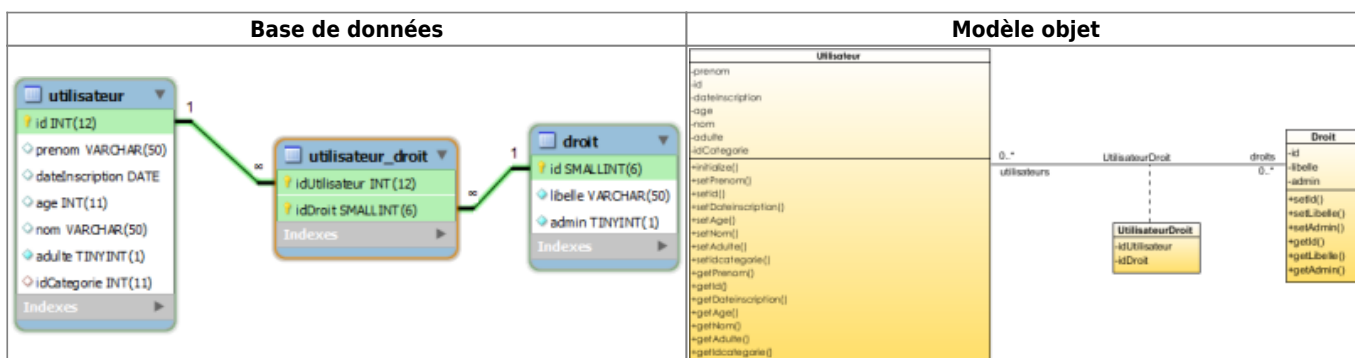 Base de données
Modèle objet
utilisateur
id INT(12)
prenom VARCHAR(50)
dateInscription DATE
age INT(11)
nom VARCHAR(50)
adulte TINYINT(1)
idCategorie INT(11)
Indexes
1
∞
utilisateur_droit
idUtilisateur INT(12)
idDroit SMALLINT(6)
Indexes
1
∞
droit
id SMALLINT(6)
libelle VARCHAR(50)
admin TINYINT(1)
Indexes
Utilisateur
-prenom
-id
-dateInscription
-age
-nom
-adulte
-idCategorie
+initialize()
+setPrenom()
+setId()
+setDateinscription()
+setAge()
+setNom()
+setAdulte()
+setIdcategorie()
+getPrenom()
+getId()
+getDateinscription()
+getAge()
+getNom()
+getAdulte()
+getIdcategorie()
0..*
UtilisateurDroit
droits
utilisateurs
0..*
UtilisateurDroit
-idUtilisateur
-idDroit
Droit
-id
-libelle
-admin
+setId()
+setLibelle()
+setAdmin()
+getId()
+getLibelle()
+getAdmin()